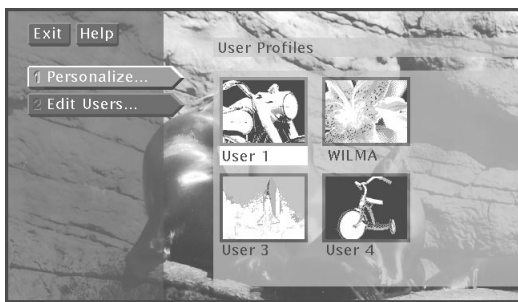 Exit Help
User Profiles
1 Personalize...
2 Edit Users...
User 1 WILMA
User 3 User 4